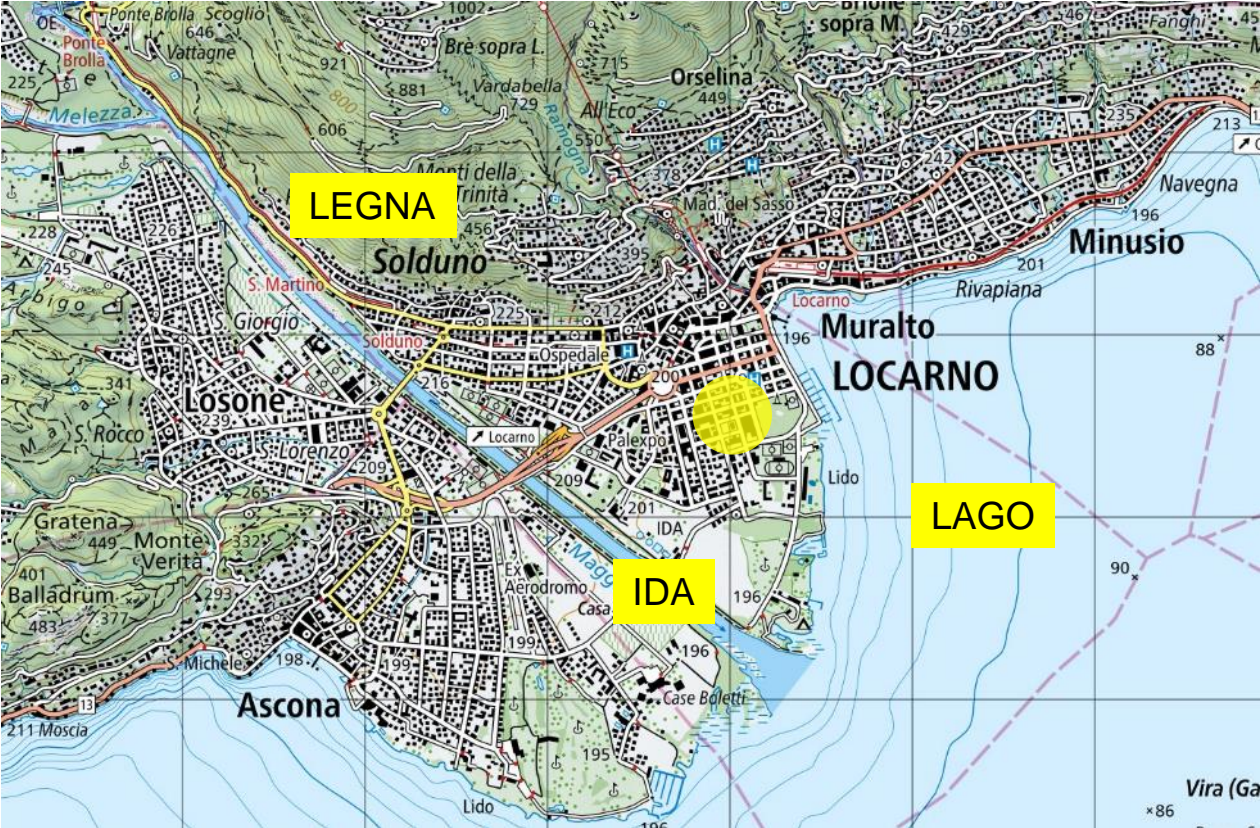 Ponte Brolla
Scoglio
646
Vattagne
1002
Brè sopra L.
715
Brione
sopra M
467
429
Fanghi
Ponte
Brolla
225
921
Vardabella
729
881
800
Orselina
449
All'Eco
550
Ramogna
Melezza
606
Monti della
Trinità
378
242
235
213
H
H
Mad. del Sasso
Navegna
196
LEGNA
456
395
228
226
245
Solduno
Minusio
201
Rivapiana
Arbigo
S. Martino
S. Giorgio
225
212
Locarno
Muralto
196
88
Solduno
Ospedale
H
216
200
LOCARNO
341
Losone
239
S. Rocco
S. Lorenzo
Locarno
Palexpo
209
209
Lido
265
201
LAGO
Gratena
449
Monte
Verità
332
IDA
Maggia
90
401
Balladrum
483
377
293
Ex
Aerodromo
Casa
IDA
196
199
196
S. Michele
198
199
Case Boletti
13
Ascona
211
Moscia
195
Lido
196
Vira (Ga
86